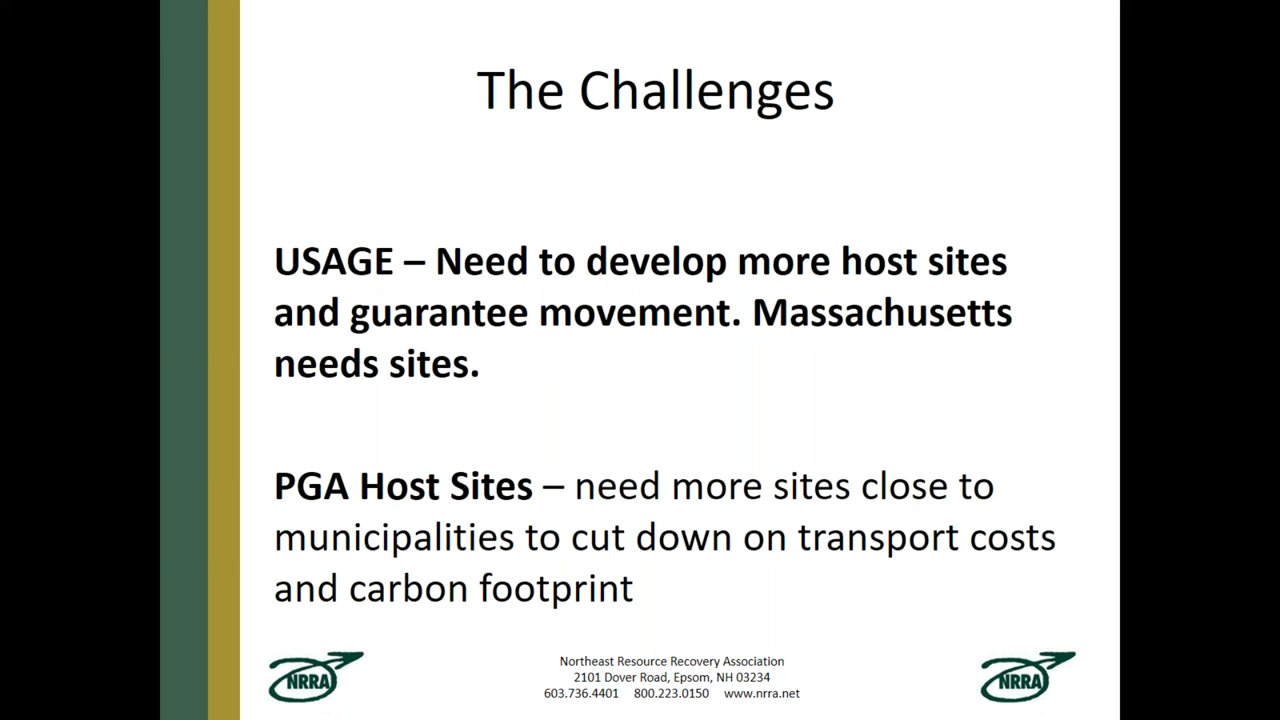 The Challenges
USAGE – Need to develop more host sites
and guarantee movement. Massachusetts
needs sites.
PGA Host Sites – need more sites close to
municipalities to cut down on transport costs
and carbon footprint
NRRA
Northeast Resource Recovery Association
2101 Dover Road, Epsom, NH 03234
603.736.4401 800.223.0150 www.nrra.net
NRRA